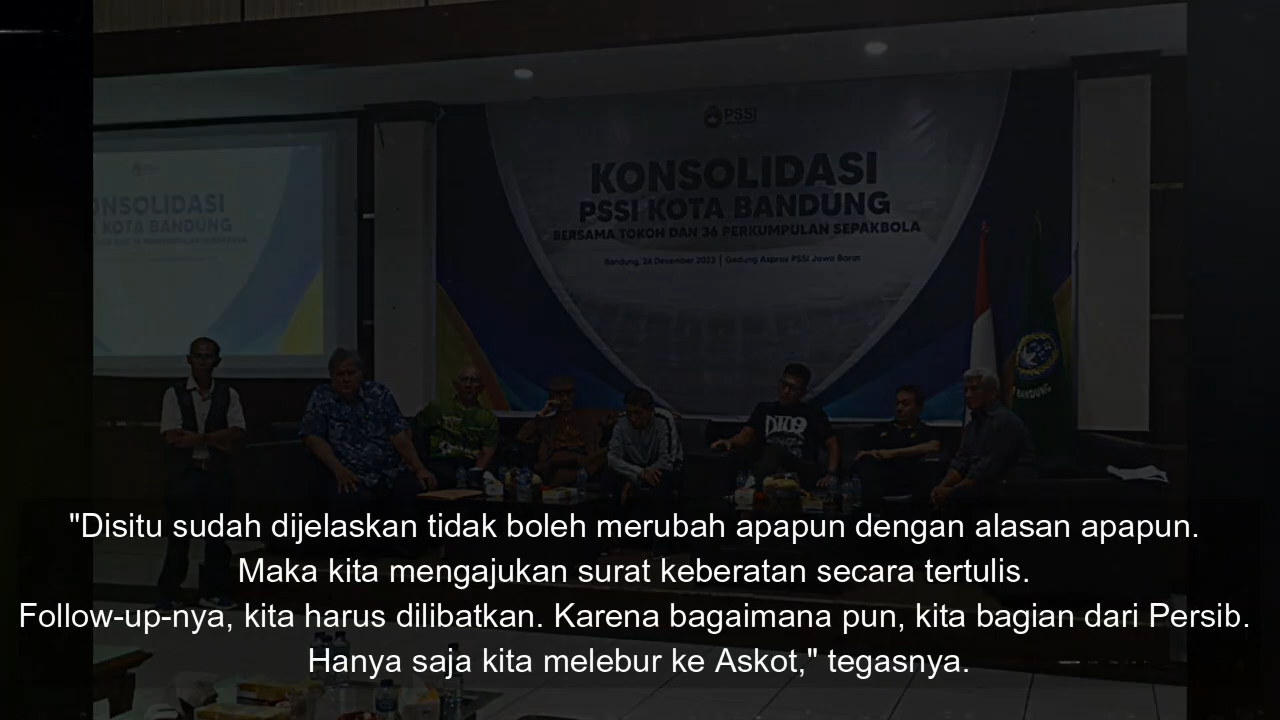 PSSI
KONSOLIDASI
PSSI KOTA BANDUNG
BERSAMA TOKOH DAN 36 PERKUMPULAN SEPAKBOLA
Gedung Asprov PSSI Jawa Barat
ONSOLIDASI
I KOTA BANDUNG
BANDUNG
"Disitu sudah dijelaskan tidak boleh merubah apapun dengan alasan apapun.
Maka kita mengajukan surat keberatan secara tertulis.
Follow-up-nya, kita harus dilibatkan. Karena bagaimana pun, kita bagian dari Persib.
Hanya saja kita melebur ke Askot," tegasnya.